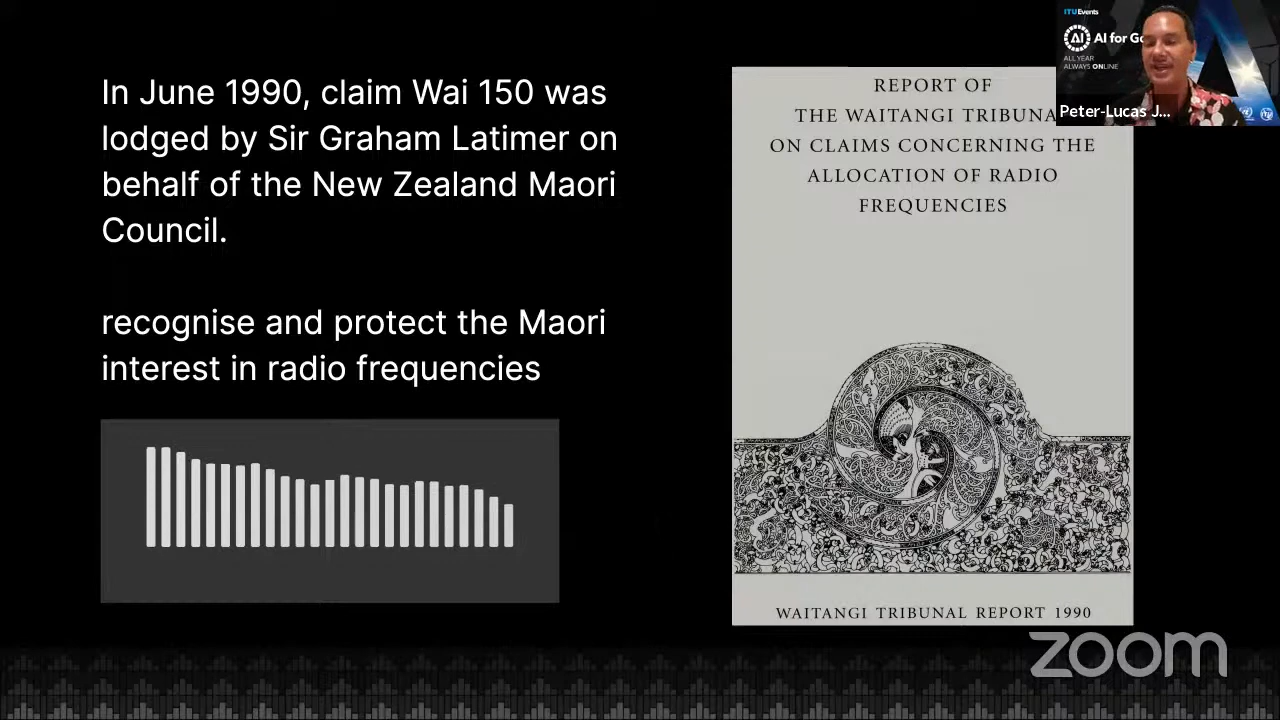 In June 1990, claim Wai 150 was
lodged by Sir Graham Latimer on
behalf of the New Zealand Maori
Council.
recognise and protect the Maori
interest in radio frequencies
REPORT OF
THE WAITANGI TRIBUNA
ON CLAIMS CONCERNING THE
ALLOCATION OF RADIO
FREQUENCIES
WAITANGI TRIBUNAL REPORT 1990
ITUEvents
AI
AI for Go
ALL YEAR
ALWAYS ONLINE
Peter-Lucas J...
zoom